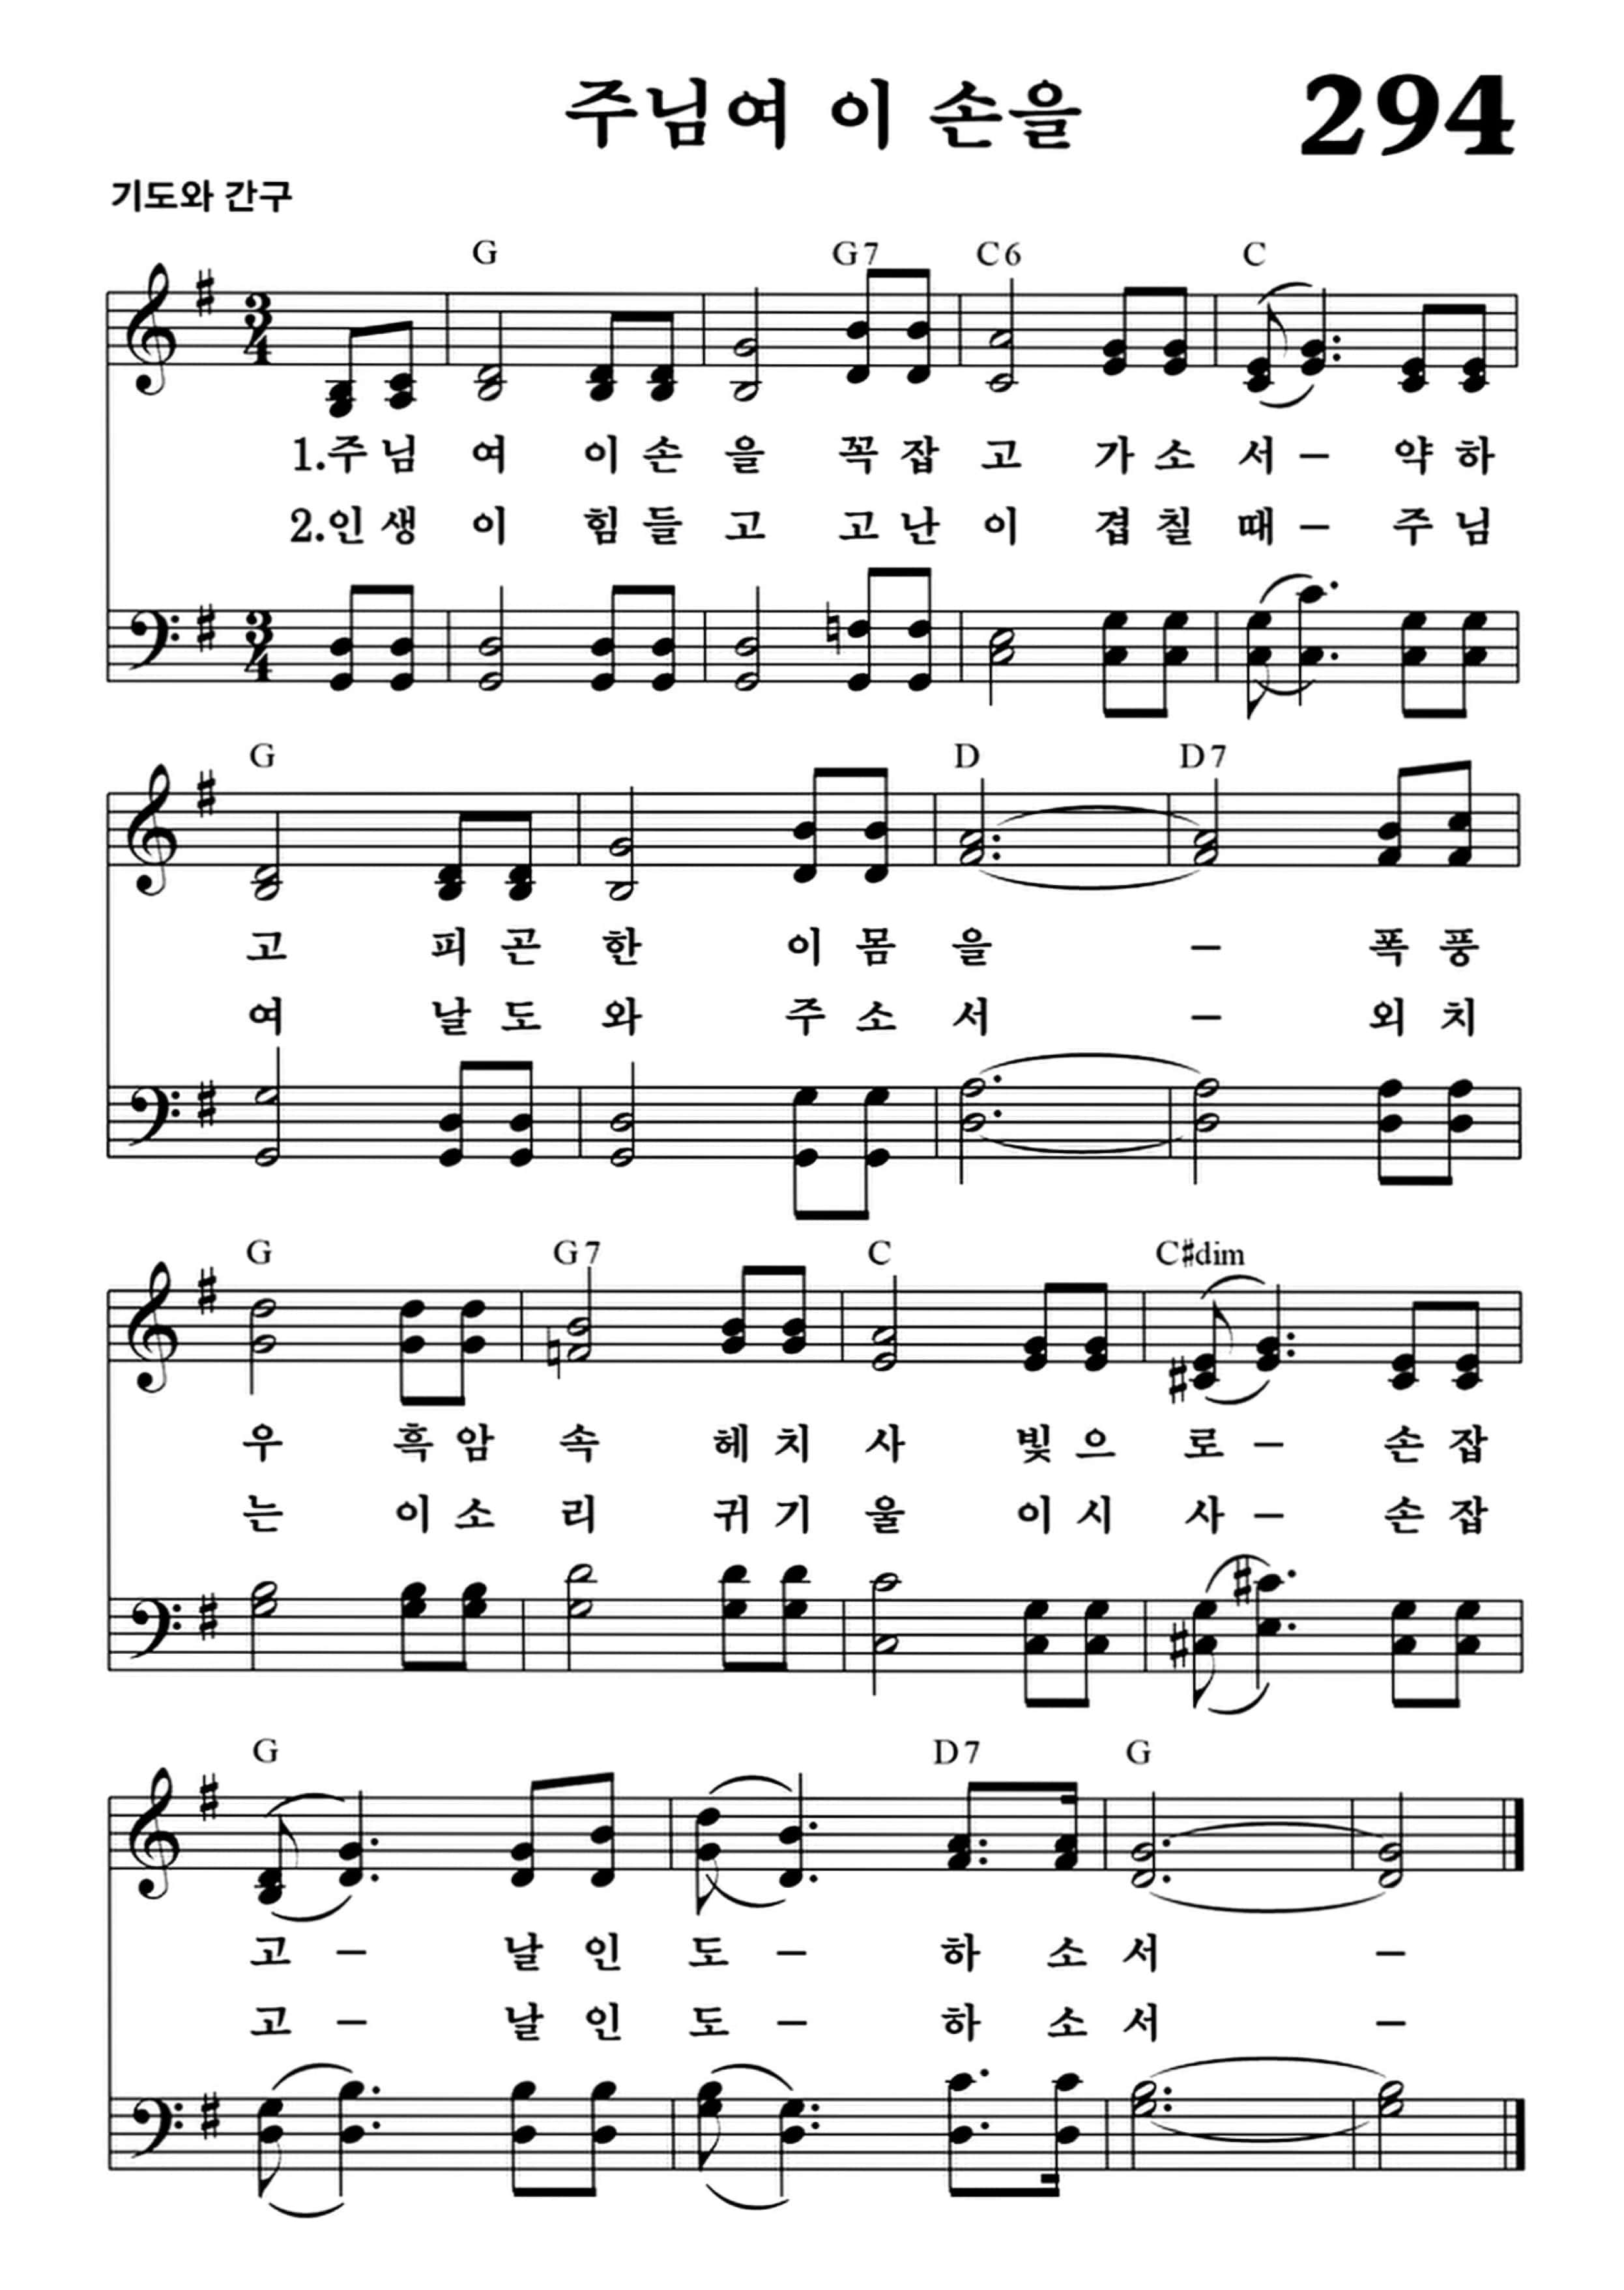 주님여 이 손을 294
기도와 간구
G G7 C6 C
3 4
1.주 님 여 이 손 을 꼭 잡 고 가 소 서 – 약 하
2.인 생 이 힘 들 고 고 난 이 겹 칠 때 – 주 님
3 4
G D D7
고 피 곤 한 이 몸 을 – 폭 풍
여 날 도 와 주 소 서 – 외 치
G G7 C C#dim
우 흑 암 속 헤 치 사 빛 으 로 – 손 잡
는 이 소 리 귀 기 울 이 시 사 – 손 잡
G D7 G
고 – 날 인 도 – 하 소 서 –
고 – 날 인 도 – 하 소 서 –